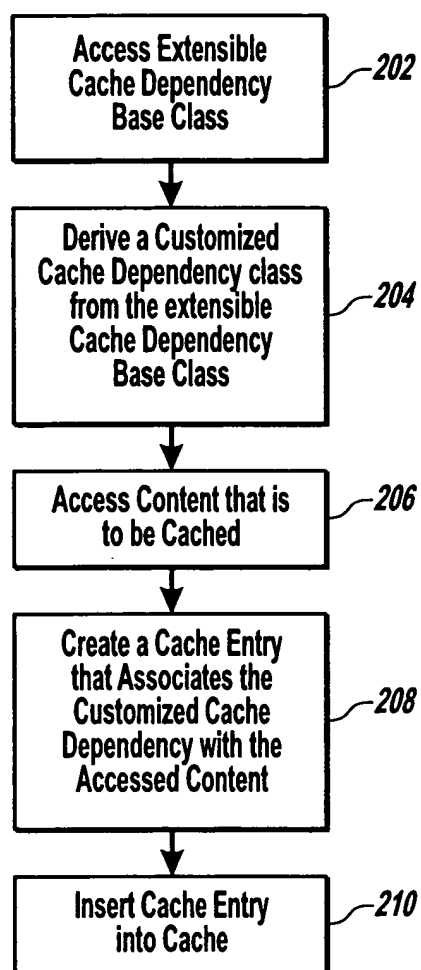 Access Extensible
Cache Dependency
Base Class
202
Derive a Customized
Cache Dependency class
from the extensible
Cache Dependency
Base Class
204
Access Content that is
to be Cached
206
Create a Cache Entry
that Associates the
Customized Cache
Dependency with the
Accessed Content
208
Insert Cache Entry
into Cache
210